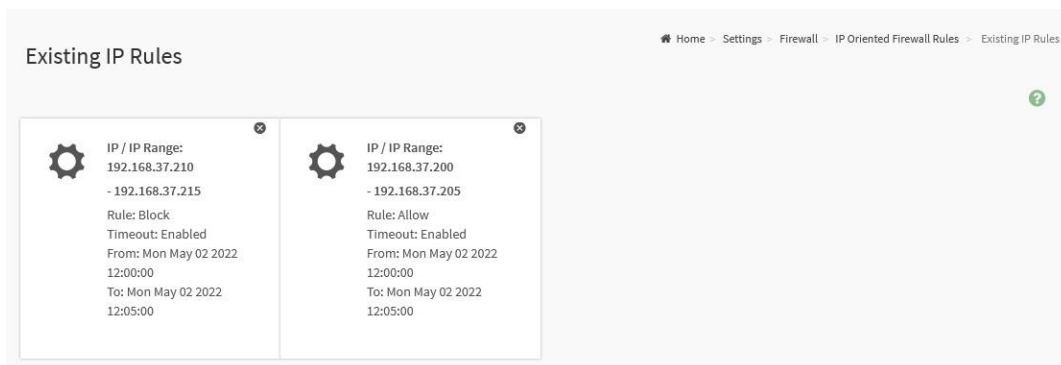 Existing IP Rules
Home > Settings > Firewall > IP Oriented Firewall Rules > Existing IP Rules
?
IP / IP Range:
192.168.37.210
- 192.168.37.215
Rule: Block
Timeout: Enabled
From: Mon May 02 2022
12:00:00
To: Mon May 02 2022
12:05:00
IP / IP Range:
192.168.37.200
- 192.168.37.205
Rule: Allow
Timeout: Enabled
From: Mon May 02 2022
12:00:00
To: Mon May 02 2022
12:05:00